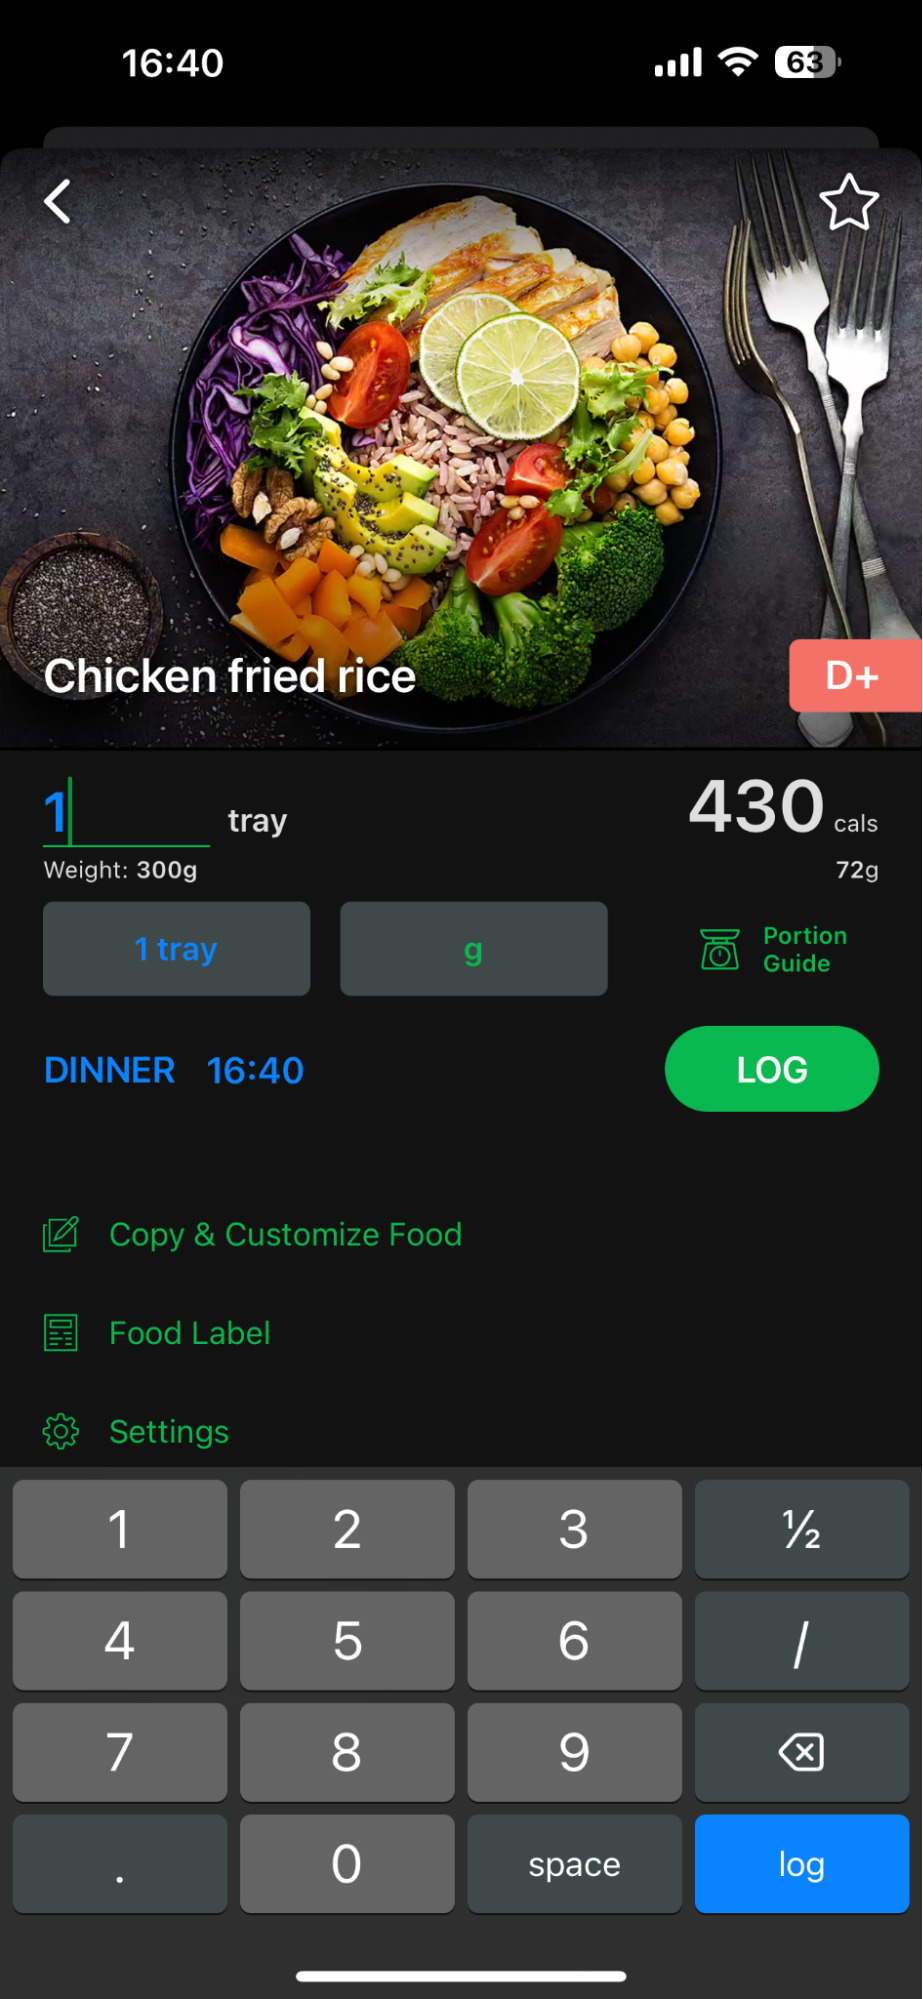 16:40
63
Chicken fried rice
D+
1 tray
430 cals
Weight: 300g
72g
1 tray
g
Portion
Guide
DINNER 16:40
LOG
Copy & Customize Food
Food Label
Settings
1 2 3 ½
4 5 6 /
7 8 9
. 0 space log